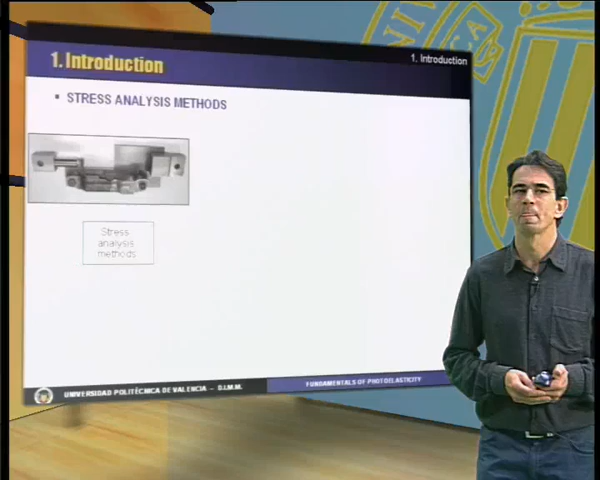 1. Introduction
1. Introduction
▪ STRESS ANALYSIS METHODS
Stress
analysis
methods
UNIVERSIDAD POLITÉCNICA DE VALENCIA - D.I.M.M.
FUNDAMENTALS OF PHOTOELASTICITY